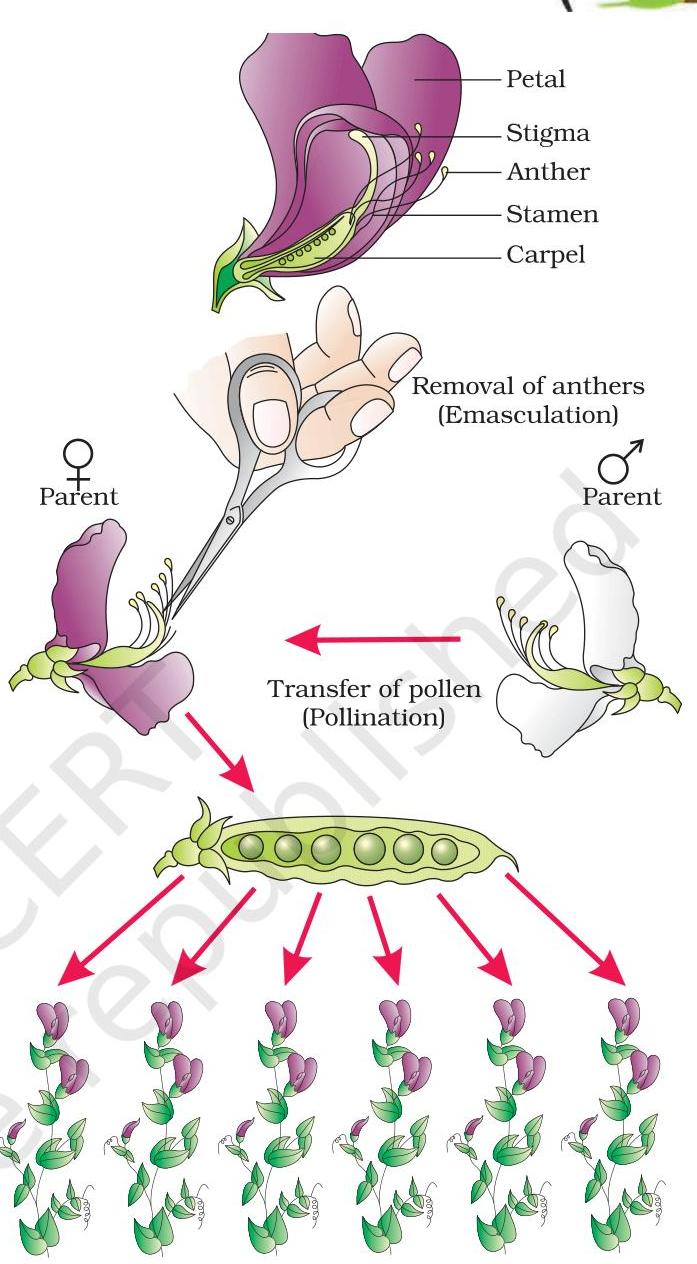 Petal
Stigma
Anther
Stamen
Carpel
Removal of anthers
(Emasculation)
♀
Parent
♂
Parent
Transfer of pollen
(Pollination)